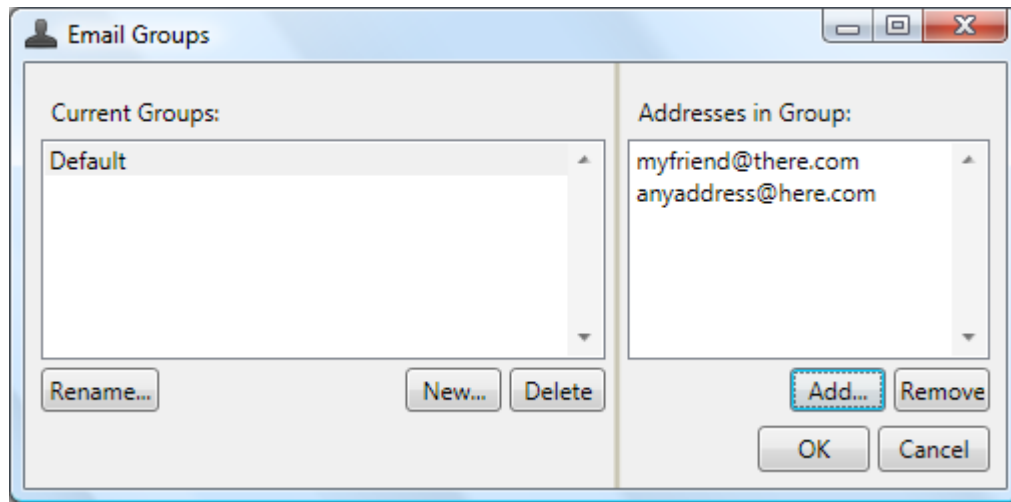 Email Groups
Current Groups:
Default
Rename...
New...
Delete
Addresses in Group:
myfriend@there.com
anyaddress@here.com
Add...
Remove
OK
Cancel